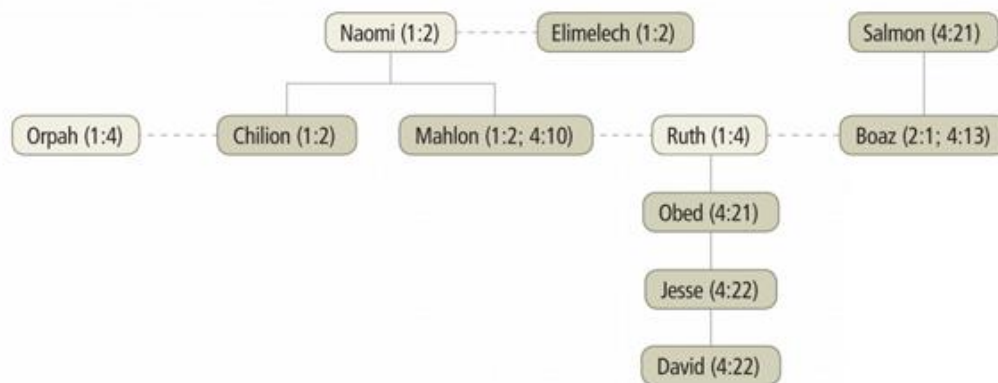 Naomi (1:2)
Elimelech (1:2)
Salmon (4:21)
Orpah (1:4)
Chilion (1:2)
Mahlon (1:2; 4:10)
Ruth (1:4)
Boaz (2:1; 4:13)
Obed (4:21)
Jesse (4:22)
David (4:22)